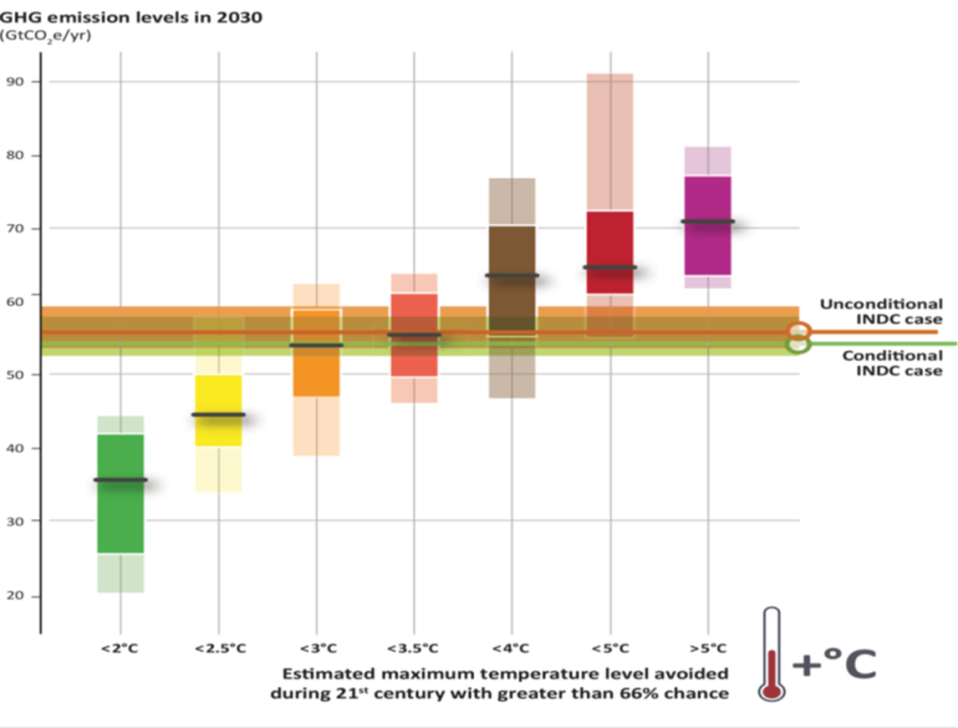 GHG emission levels in 2030
(GtCO₂e/yr)
90
80
70
60
50
40
30
20
Unconditional
INDC case
Conditional
INDC case
<2°C
<2.5°C
<3°C
<3.5°C
<4°C
<5°C
>5°C
Estimated maximum temperature level avoided
during 21ˢᵗ century with greater than 66% chance
+°C